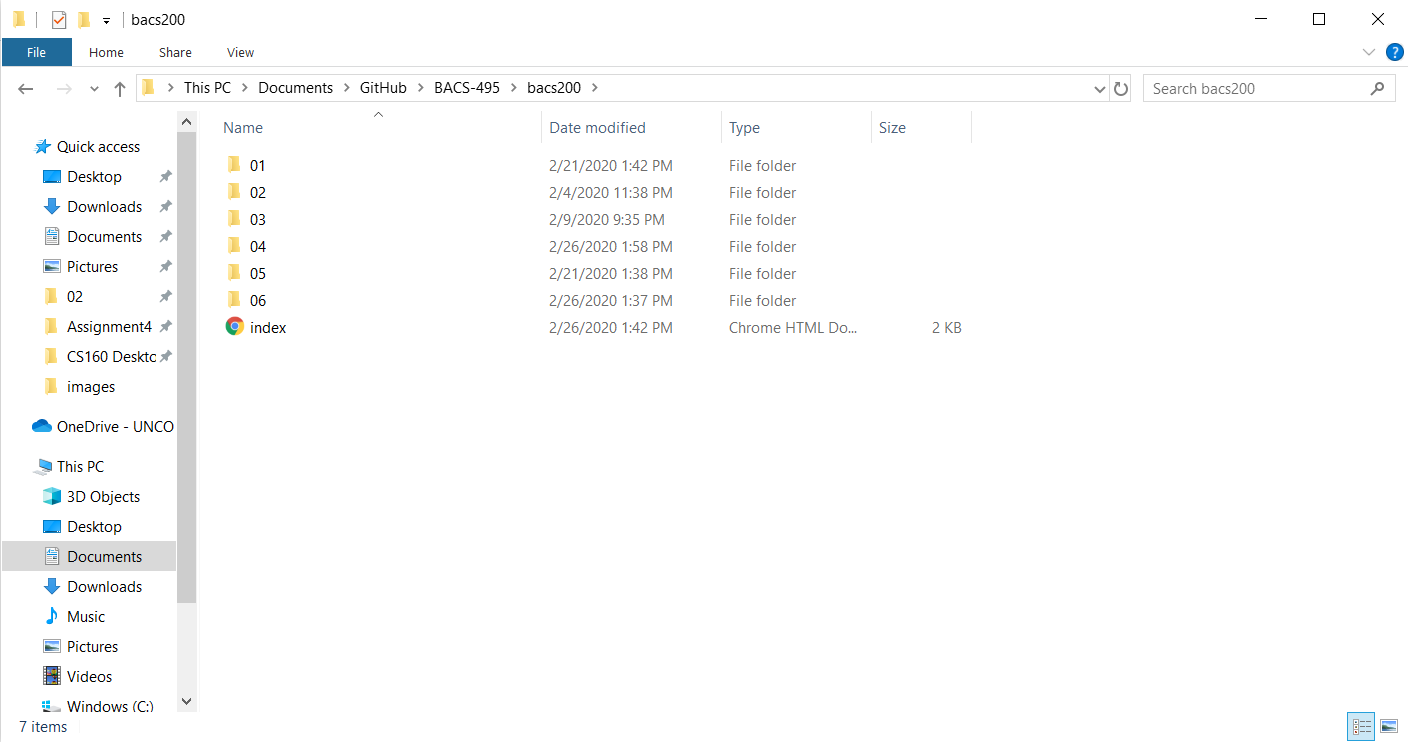 bacs200
File Home Share View
This PC Documents GitHub BACS-495 bacs200 Search bacs200
Name Date modified Type Size
01 2/21/2020 1:42 PM File folder
02 2/4/2020 11:38 PM File folder
03 2/9/2020 9:35 PM File folder
04 2/26/2020 1:58 PM File folder
05 2/21/2020 1:38 PM File folder
06 2/26/2020 1:37 PM File folder
index 2/26/2020 1:42 PM Chrome HTML Do... 2 KB
Quick access
Desktop
Downloads
Documents
Pictures
02
Assignment4
CS160 Deskto
images
OneDrive - UNCO
This PC
3D Objects
Desktop
Documents
Downloads
Music
Pictures
Videos
Windows (C:)
7 items